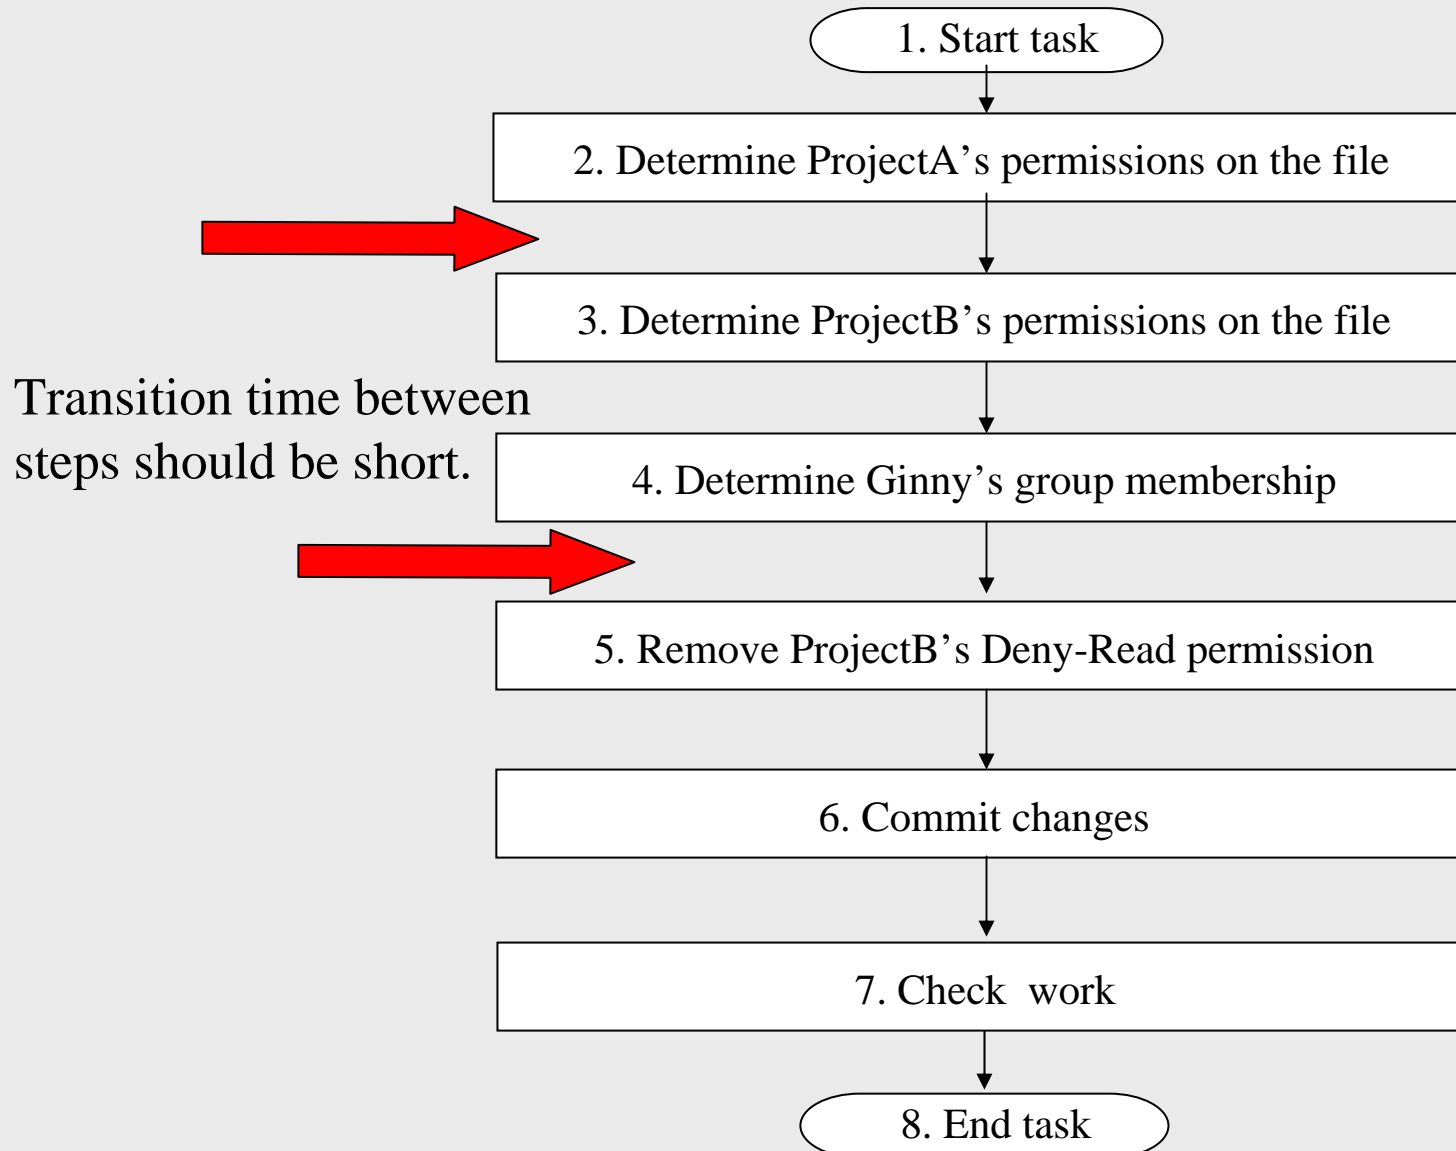 1. Start task
2. Determine ProjectA’s permissions on the file
3. Determine ProjectB’s permissions on the file
Transition time between
steps should be short.
4. Determine Ginny’s group membership
5. Remove ProjectB’s Deny-Read permission
6. Commit changes
7. Check  work
8. End task